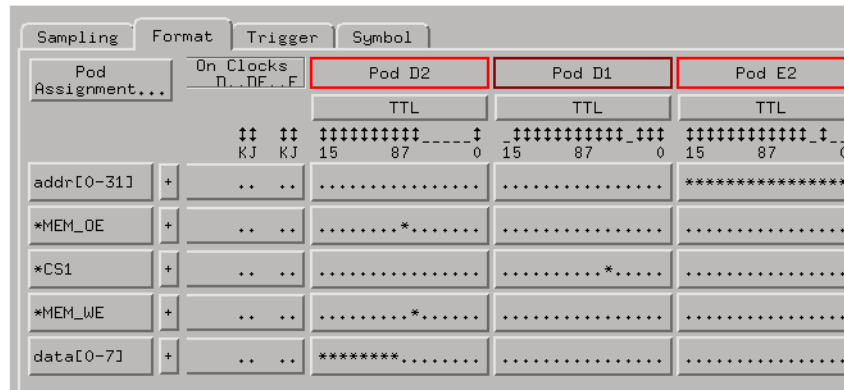 Sampling Format Trigger Symbol
Pod Assignment... On Clocks Pod D2 Pod D1 Pod E2
TTL TTL TTL
KJ KJ 15 87 0 15 87 0 15 87
addr[0-31] + .. .. ................ ................ ****************
*MEM_OE + .. .. ........*....... ................ ................
*CS1 + .. .. ................ ..........*..... ................
*MEM_WE + .. .. .........*...... ................ ................
data[0-7] + .. .. ********........ ................ ................